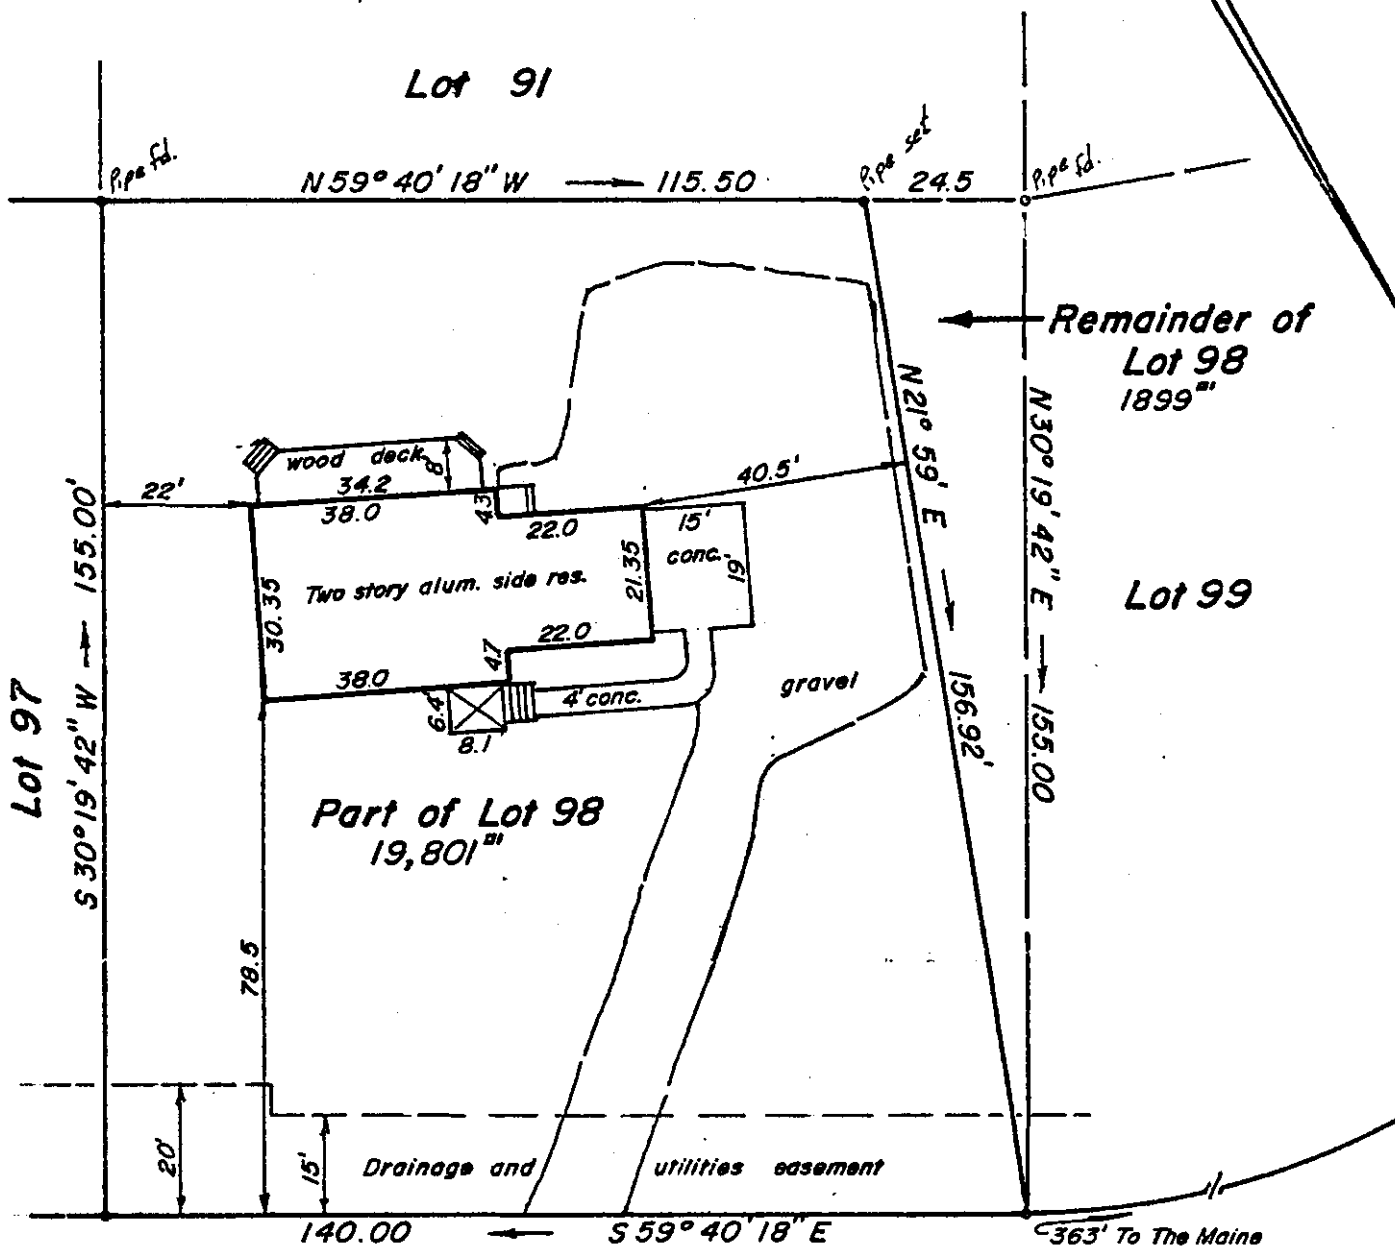 Lot 91
Pipe fd.
N 59° 40' 18" W 115.50
Pipe set
24.5
Pipe fd.
Remainder of
Lot 98
1899 □'
N 21° 59' E 156.92'
N 30° 19' 42" E 155.00
Lot 99
wood deck
8'
34.2
22'
38.0
4.3
22.0
40.5'
15'
conc.
19'
21.35
Two story alum. side res.
30.35
22.0
4.7
38.0
4' conc.
6.4
8.1
gravel
Lot 97
S 30° 19' 42" W 155.00'
Part of Lot 98
19,801 □'
78.5
20'
15'
Drainage and utilities easement
140.00 S 59° 40' 18" E
363' To The Maine